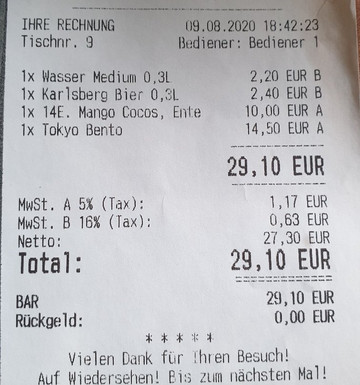 IHRE RECHNUNG 09.08.2020 18:42:23
Tischnr. 9 Bediener: Bediener 1
1x Wasser Medium 0,3L 2,20 EUR B
1x Karlsberg Bier 0,3L 2,40 EUR B
1x 14E. Mango Cocos, Ente 10,00 EUR A
1x Tokyo Bento 14,50 EUR A
29,10 EUR
MwSt. A 5% (Tax): 1,17 EUR
MwSt. B 16% (Tax): 0,63 EUR
Netto: 27,30 EUR
Total: 29,10 EUR
BAR 29,10 EUR
Rückgeld: 0,00 EUR
* * * * *
Vielen Dank für Ihren Besuch!
Auf Wiedersehen! Bis zum nächsten Mal!